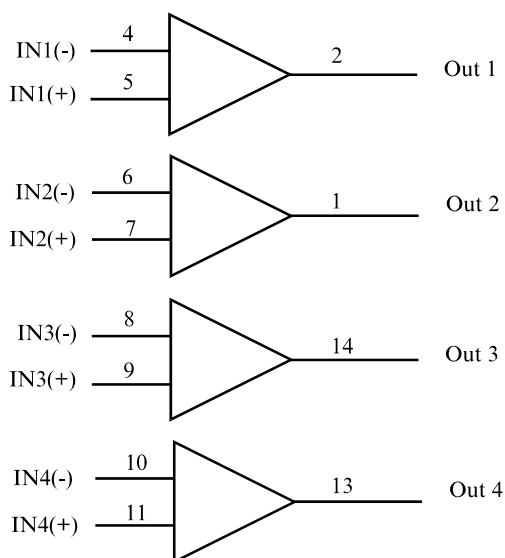 IN1(-) 4 2 Out 1
IN1(+) 5
IN2(-) 6 1 Out 2
IN2(+) 7
IN3(-) 8 14 Out 3
IN3(+) 9
IN4(-) 10 13 Out 4
IN4(+) 11